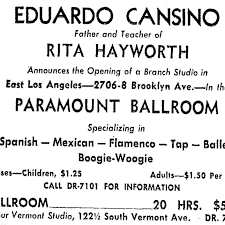 EDUARDO CANSINO
Father and Teacher of
RITA HAYWORTH
Announces the Opening of a Branch Studio in
East Los Angeles—2706-8 Brooklyn Ave.—In the
PARAMOUNT BALLROOM
Specializing in
Spanish – Mexican – Flamenco – Tap – Balle
Boogie-Woogie
ses—Children, $1.25 Adults—$1.50 Per
CALL DR-7101 FOR INFORMATION
LLROOM 20 HRS. $5
ur Vermont Studio, 122½ South Vermont Ave. DR. 7